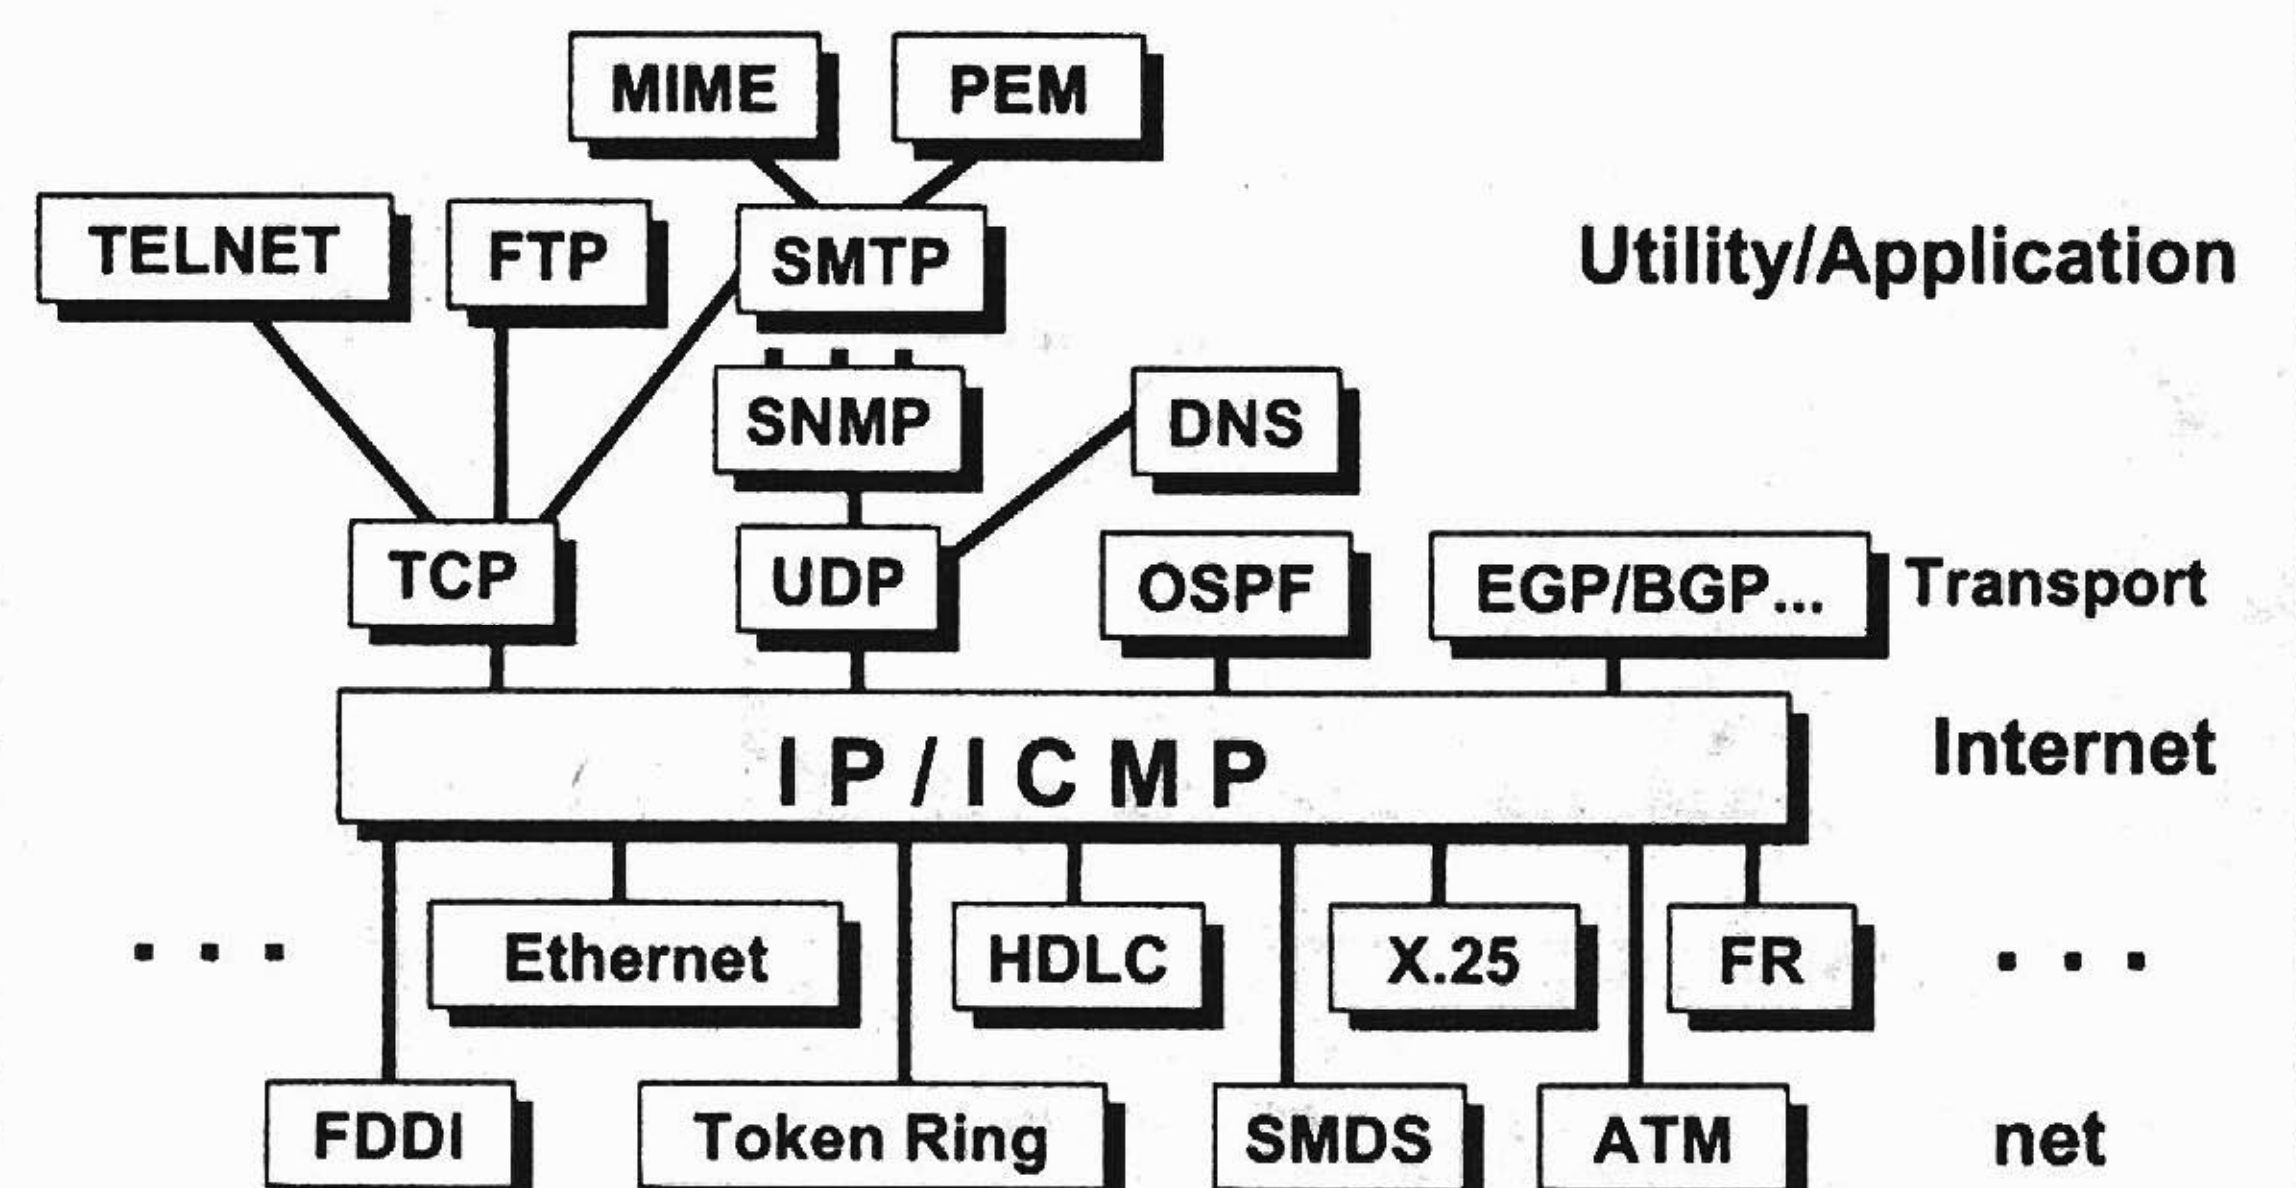 MIME PEM
TELNET FTP SMTP Utility/Application
SNMP DNS
TCP UDP OSPF EGP/BGP... Transport
IP/ICMP Internet
. . . Ethernet HDLC X.25 FR . . .
FDDI Token Ring SMDS ATM net